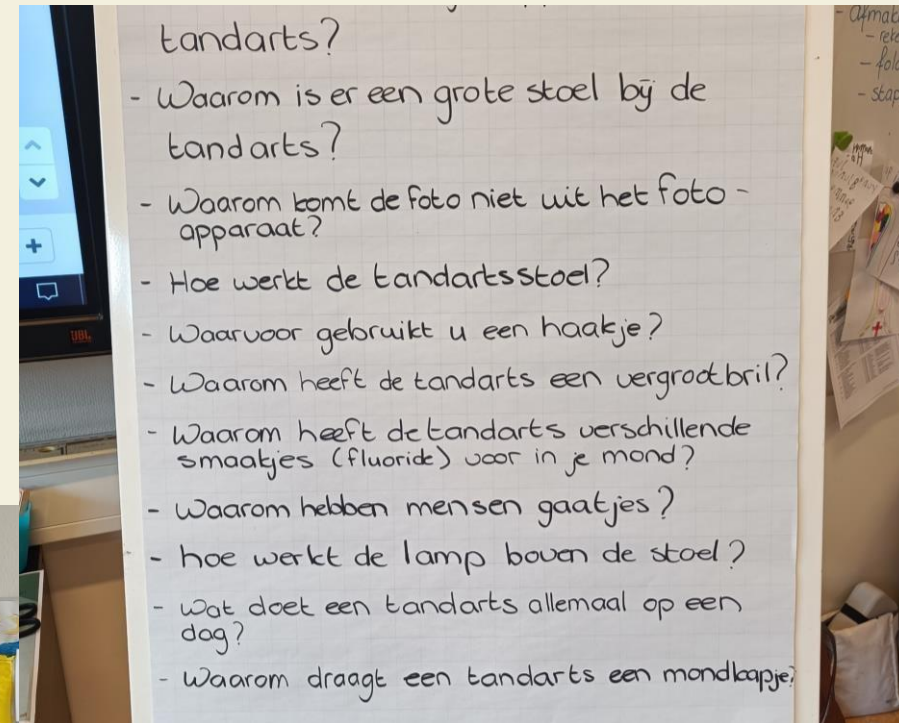 tandarts?
- Waarom is er een grote stoel bij de
tandarts?
- Waarom komt de foto niet uit het foto-
apparaat?
- Hoe werkt de tandartsstoel?
- Waarvoor gebruikt u een haakje?
- Waarom heeft de tandarts een vergrootbril?
- Waarom heeft de tandarts verschillende
smaakjes (fluoride) voor in je mond?
- Waarom hebben mensen gaatjes?
- hoe werkt de lamp boven de stoel?
- Wat doet een tandarts allemaal op een
dag?
- Waarom draagt een tandarts een mondkapje?
JBL